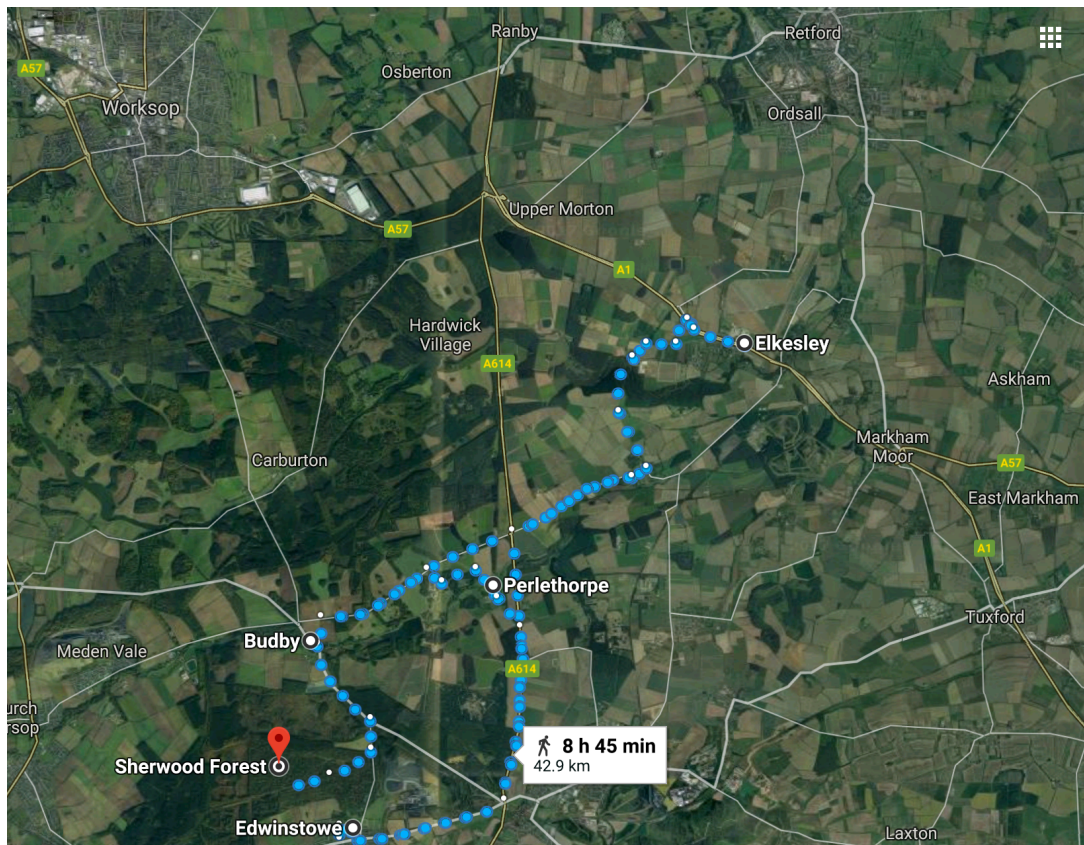 Ranby
Retford
A57
Osberton
Worksop
Ordsall
Upper Morton
A57
A1
Hardwick
Village
Elkesley
A614
Askham
Markham
Moor
Carburton
A57
East Markham
A1
Perlethorpe
Tuxford
Budby
Meden Vale
A614
urch
rsop
8 h 45 min
42.9 km
Sherwood Forest
Edwinstowe
Laxton